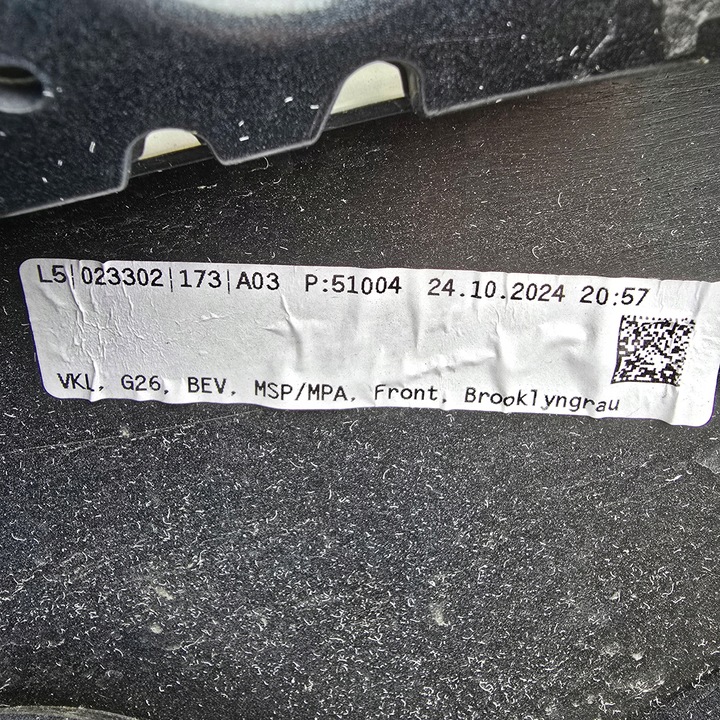 L5|023302|173|A03 P:51004 24.10.2024 20:57
VKL, G26, BEV, MSP/MPA, Front, Brooklyngrau